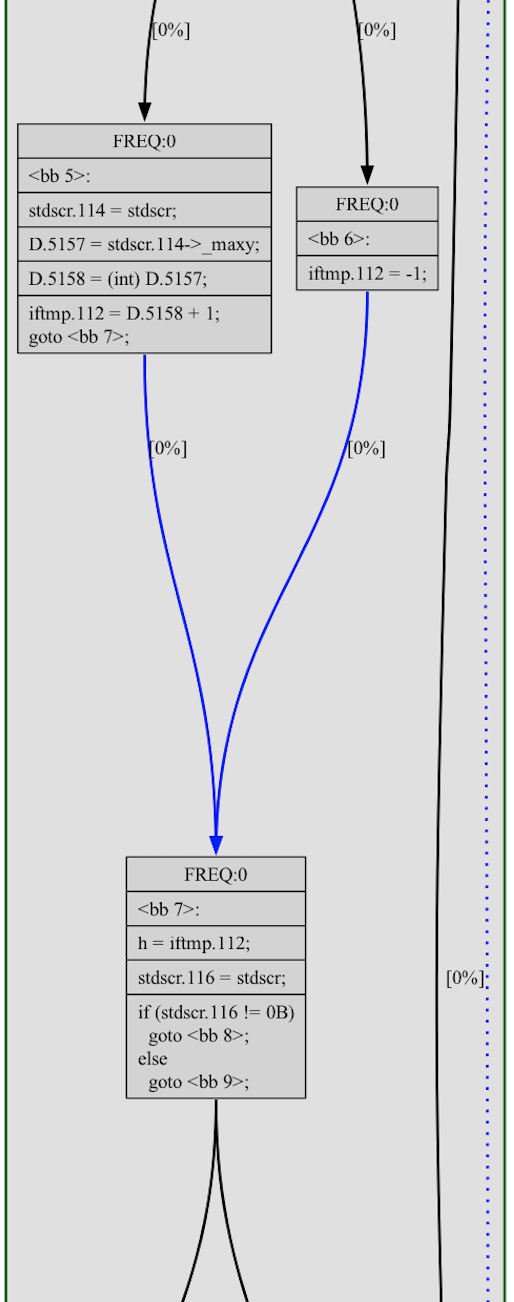 [0%]
[0%]
FREQ:0
<bb 5>:
stdscr.114 = stdscr;
D.5157 = stdscr.114->_maxy;
D.5158 = (int) D.5157;
iftmp.112 = D.5158 + 1;
goto <bb 7>;
FREQ:0
<bb 6>:
iftmp.112 = -1;
[0%]
[0%]
FREQ:0
<bb 7>:
h = iftmp.112;
stdscr.116 = stdscr;
if (stdscr.116 != 0B)
goto <bb 8>;
else
goto <bb 9>;
[0%]